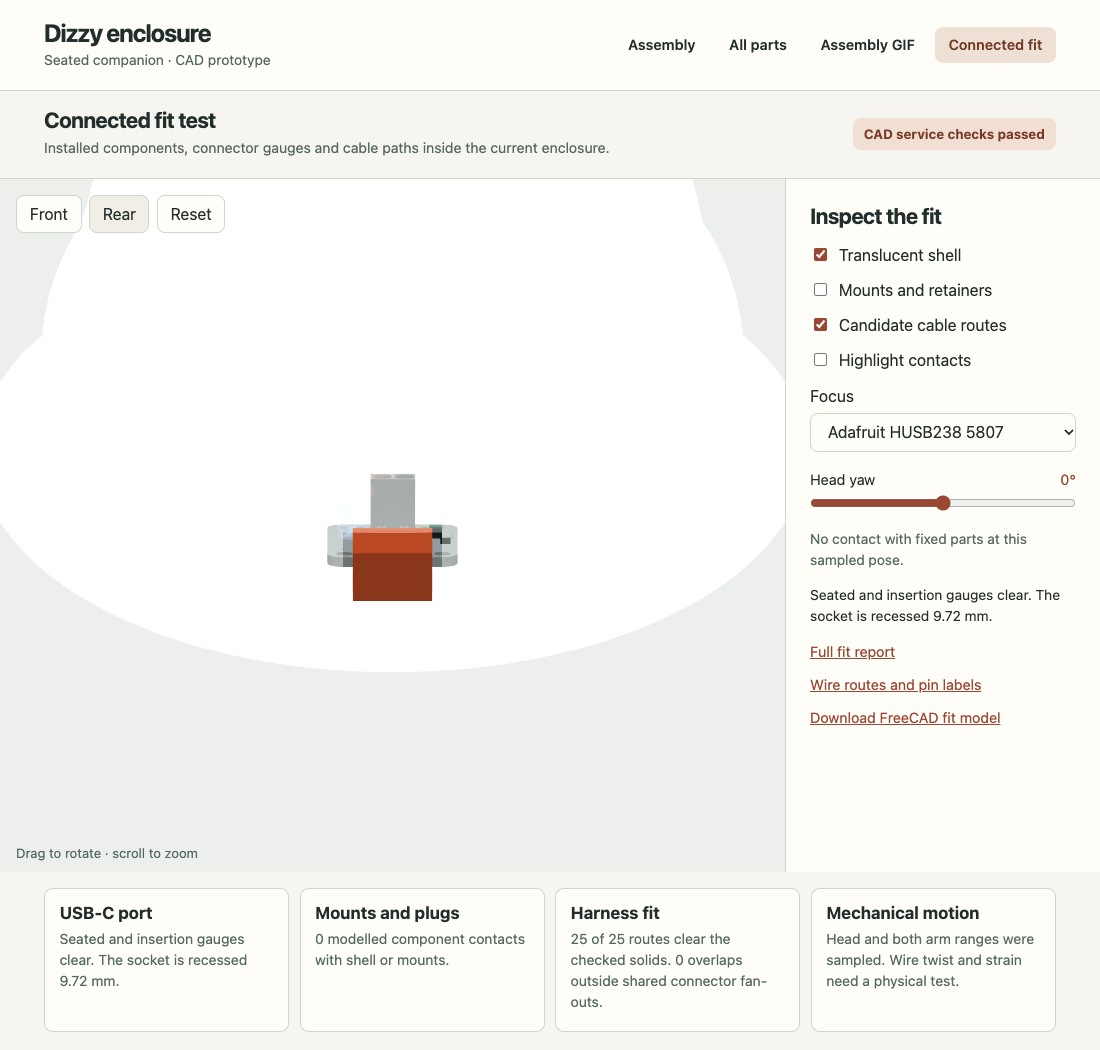 Dizzy enclosure
Seated companion · CAD prototype
Assembly
All parts
Assembly GIF
Connected fit
Connected fit test
Installed components, connector gauges and cable paths inside the current enclosure.
CAD service checks passed
Front
Rear
Reset
Drag to rotate · scroll to zoom
Inspect the fit
Translucent shell
Mounts and retainers
Candidate cable routes
Highlight contacts
Focus
Adafruit HUSB238 5807
Head yaw
0°
No contact with fixed parts at this
sampled pose.
Seated and insertion gauges clear. The
socket is recessed 9.72 mm.
Full fit report
Wire routes and pin labels
Download FreeCAD fit model
USB-C port
Seated and insertion gauges
clear. The socket is recessed
9.72 mm.
Mounts and plugs
0 modelled component contacts
with shell or mounts.
Harness fit
25 of 25 routes clear the
checked solids. 0 overlaps
outside shared connector fan-
outs.
Mechanical motion
Head and both arm ranges were
sampled. Wire twist and strain
need a physical test.